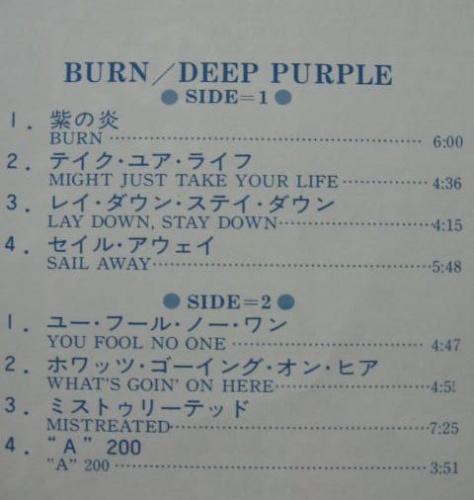 BURN/DEEP PURPLE
● SIDE=1 ●
1. 紫の炎
BURN 6:00
2. テイク・ユア・ライフ
MIGHT JUST TAKE YOUR LIFE 4:36
3. レイ・ダウン・ステイ・ダウン
LAY DOWN, STAY DOWN 4:15
4. セイル・アウェイ
SAIL AWAY 5:48
● SIDE=2 ●
1. ユー・フール・ノー・ワン
YOU FOOL NO ONE 4:47
2. ホワッツ・ゴーイング・オン・ヒア
WHAT'S GOIN' ON HERE
3. ミストゥリーテッド
MISTREATED 7:25
4. “A” 200
“A” 200 3:51